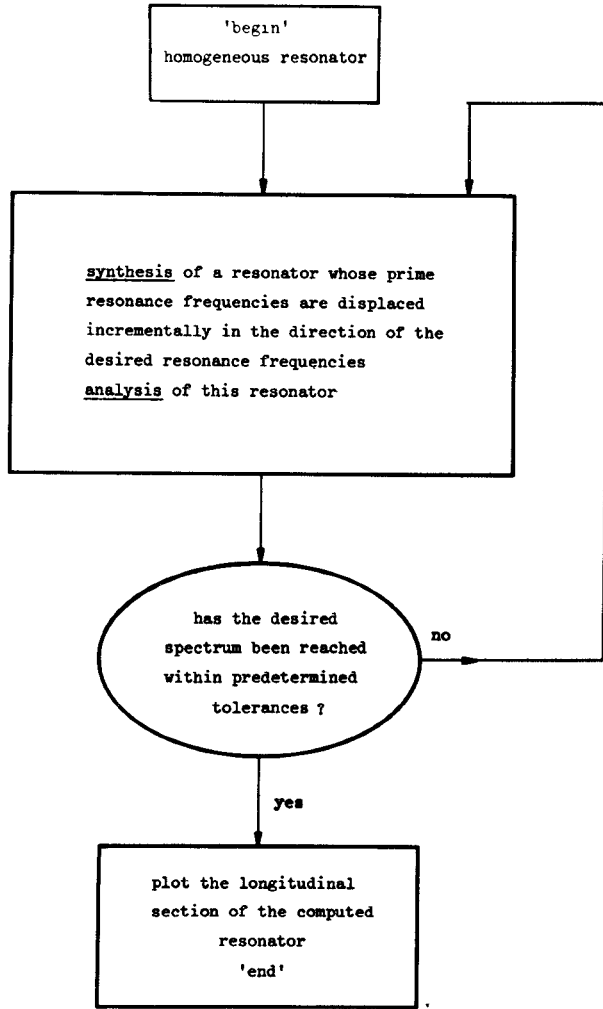 'begin'
homogeneous resonator
synthesis of a resonator whose prime
resonance frequencies are displaced
incrementally in the direction of the
desired resonance frequencies
analysis of this resonator
has the desired
spectrum been reached
within predetermined
tolerances ?
no
yes
plot the longitudinal
section of the computed
resonator
'end'